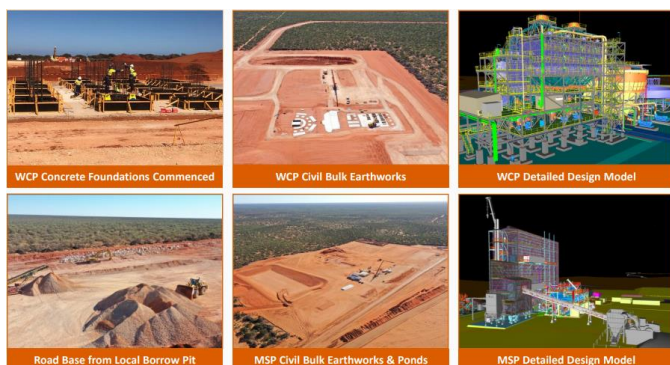 WCP Concrete Foundations Commenced
WCP Civil Bulk Earthworks
WCP Detailed Design Model
Road Base from Local Borrow Pit
MSP Civil Bulk Earthworks & Ponds
MSP Detailed Design Model